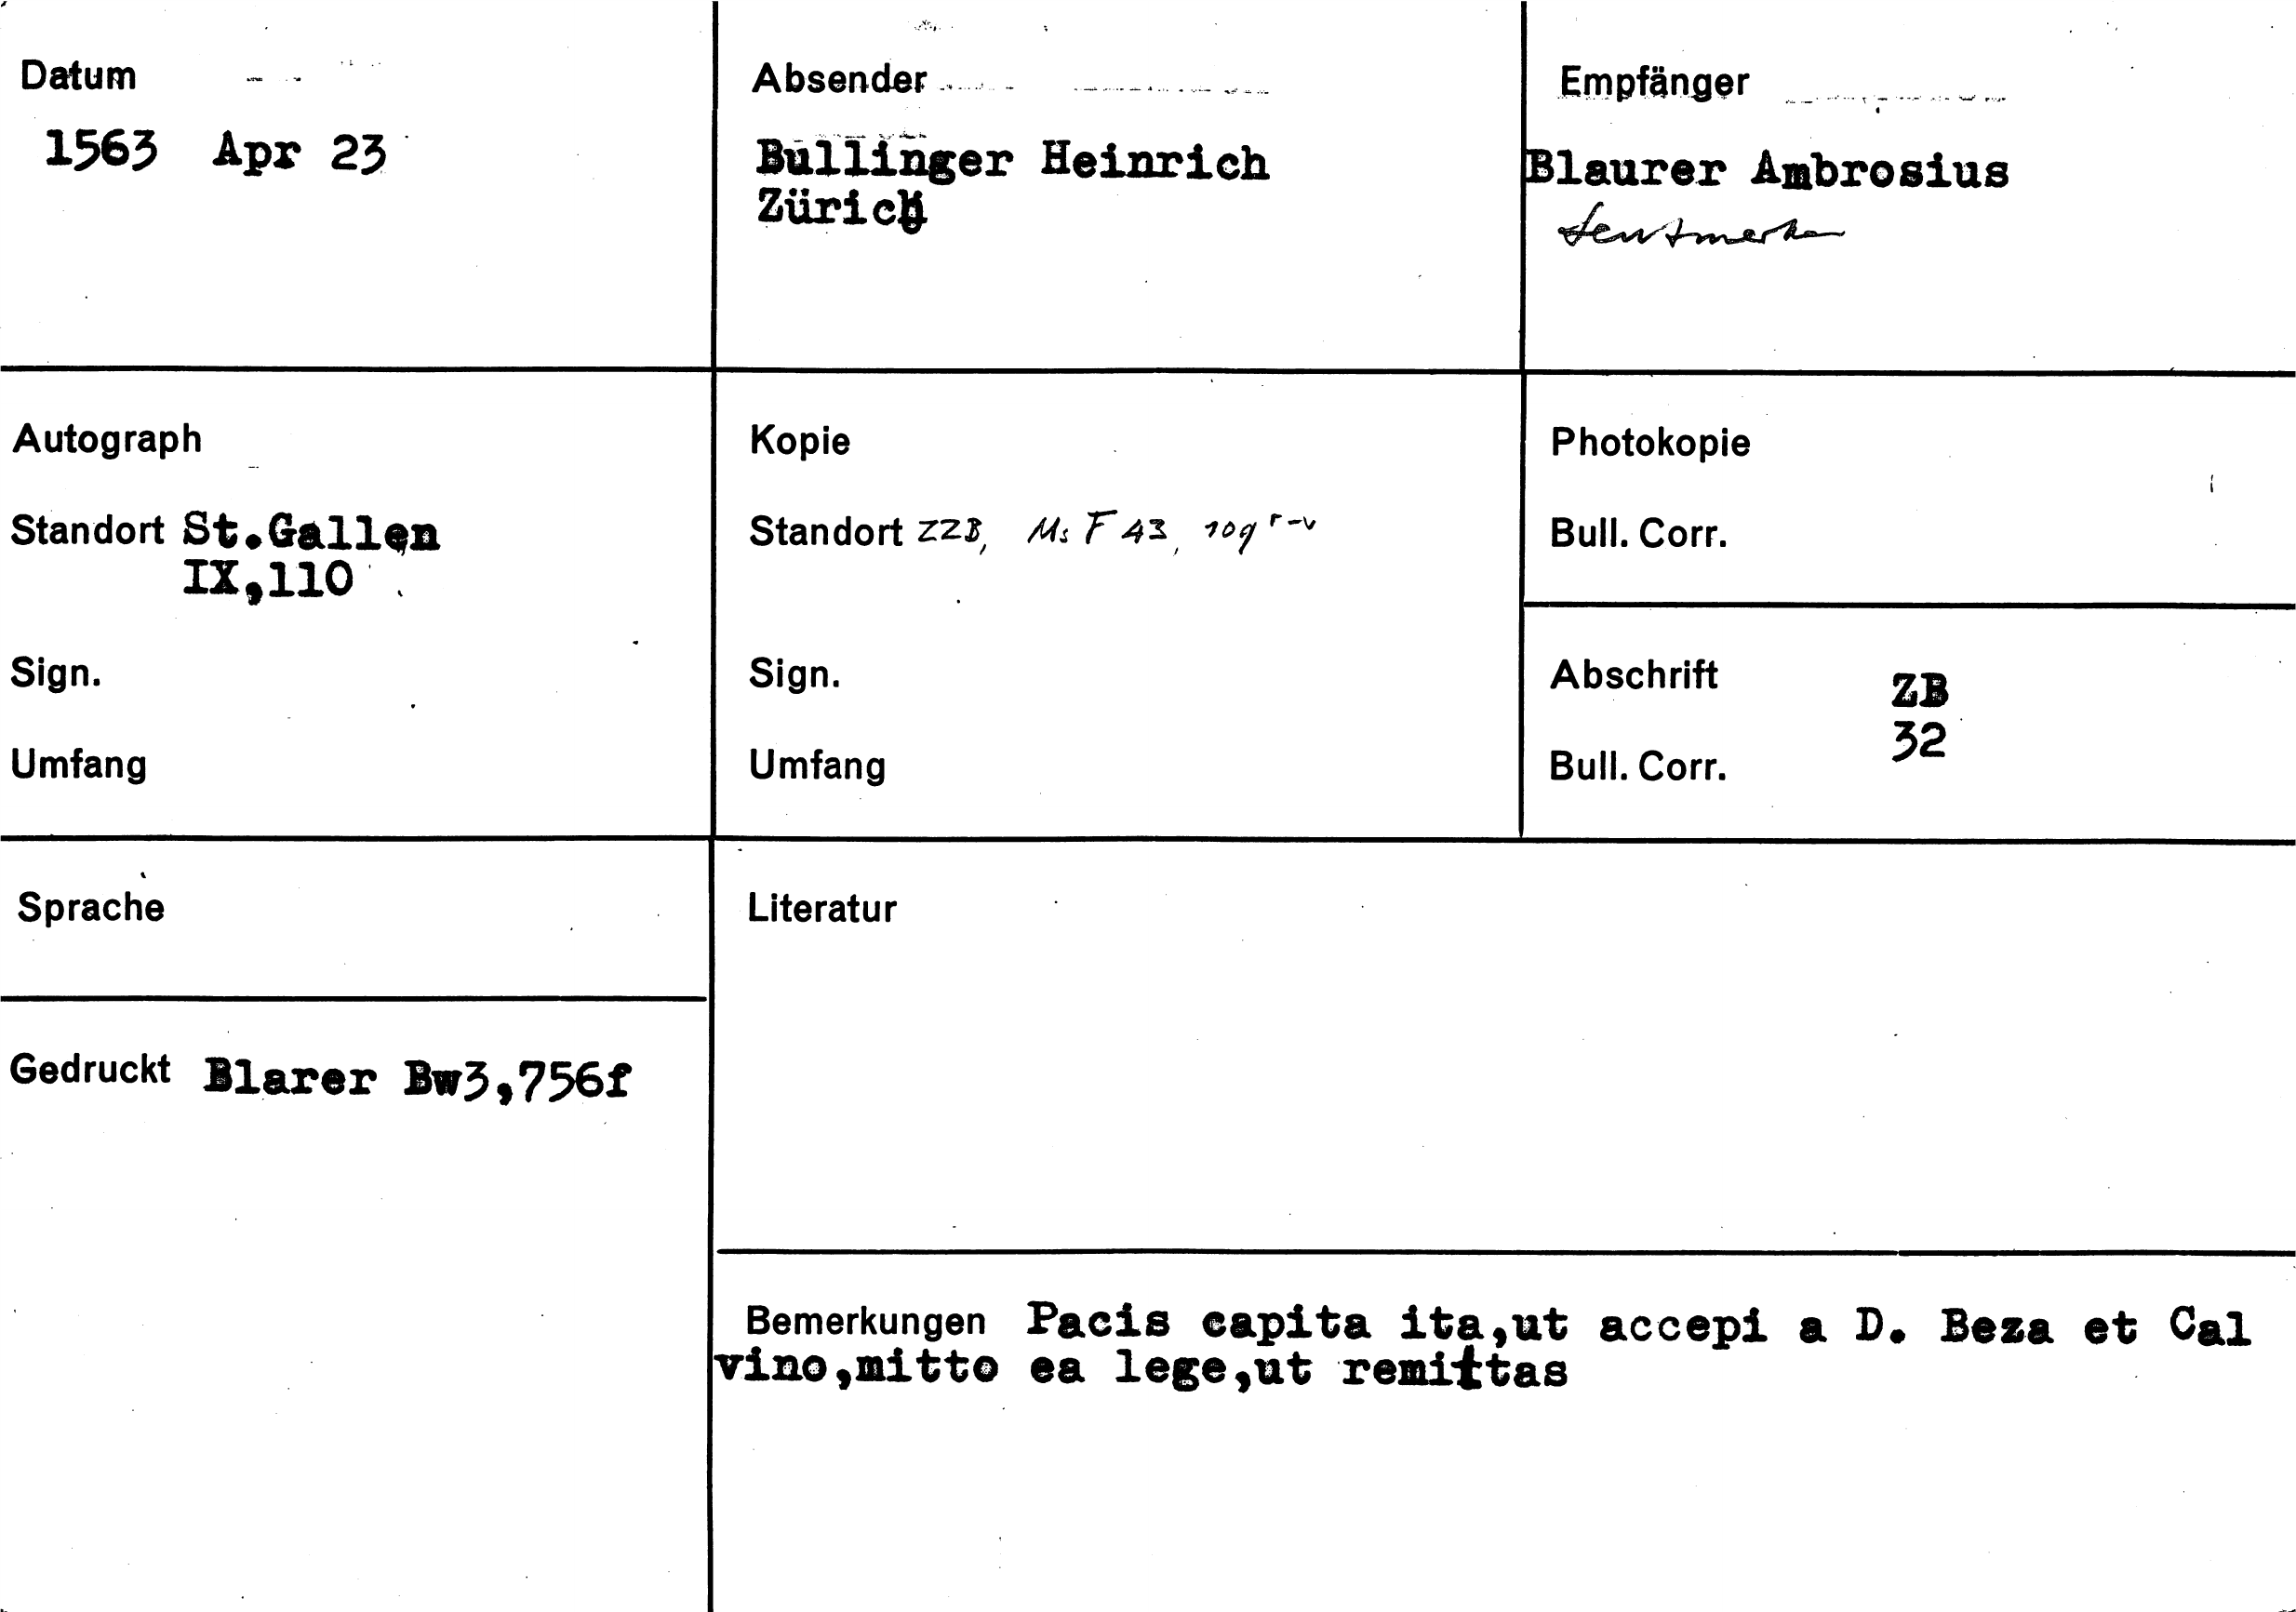 Datum
1563 Apr 23
Absender
Bullinger Heinrich
Zürich
Empfänger
Blaurer Ambrosius
Autograph
Standort St.Gallen
IX,110
Sign.
Umfang
Kopie
Standort ZZB, Ms F 43, 109 r-v
Sign.
Umfang
Photokopie
Bull. Corr.
Abschrift ZB
32
Bull. Corr.
Sprache
Gedruckt Blarer Bw3,756f
Literatur
Bemerkungen Pacis capita ita,ut accepi a D. Beza et Cal
vino,mitto ea lege,ut remittas